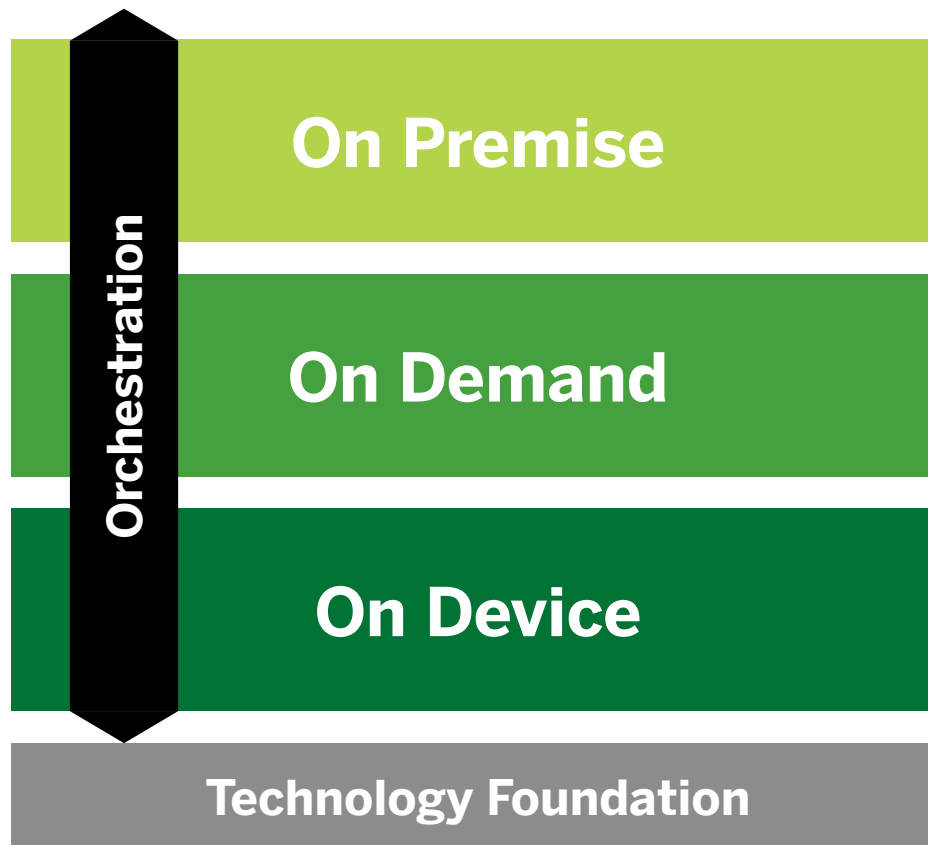 On Premise
Orchestration
On Demand
On Device
Technology Foundation